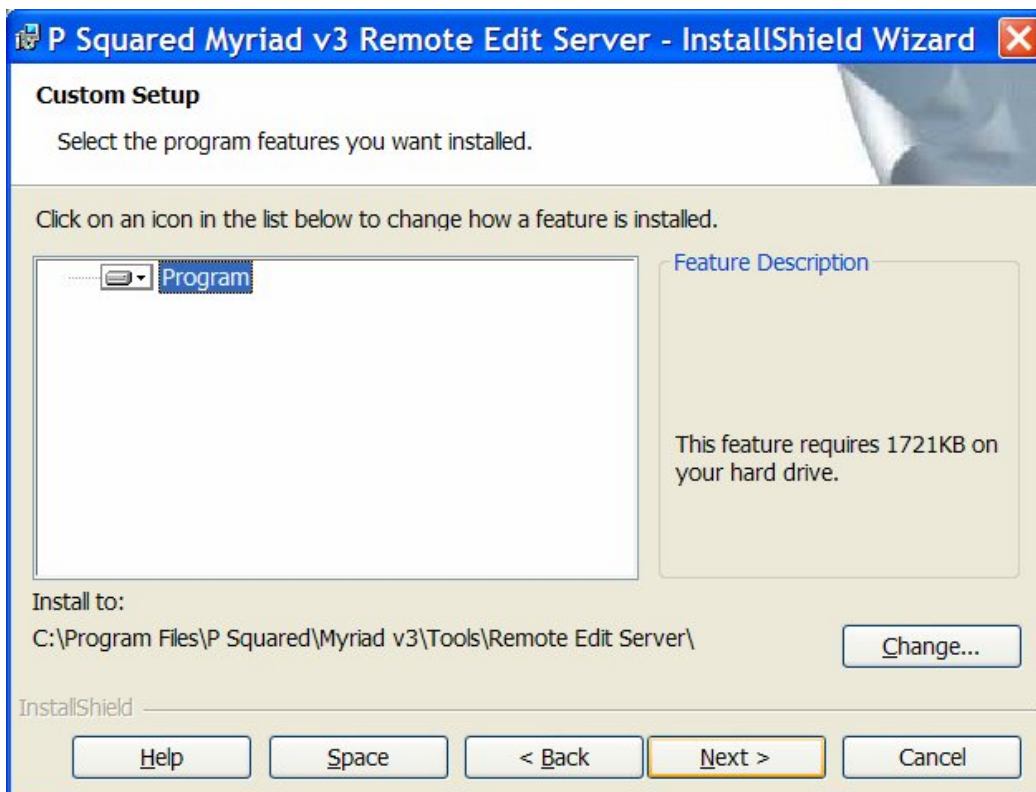 P Squared Myriad v3 Remote Edit Server - InstallShield Wizard
Custom Setup
Select the program features you want installed.
Click on an icon in the list below to change how a feature is installed.
Program
Feature Description
This feature requires 1721KB on
your hard drive.
Install to:
C:\Program Files\P Squared\Myriad v3\Tools\Remote Edit Server\
Change...
InstallShield
Help
Space
< Back
Next >
Cancel